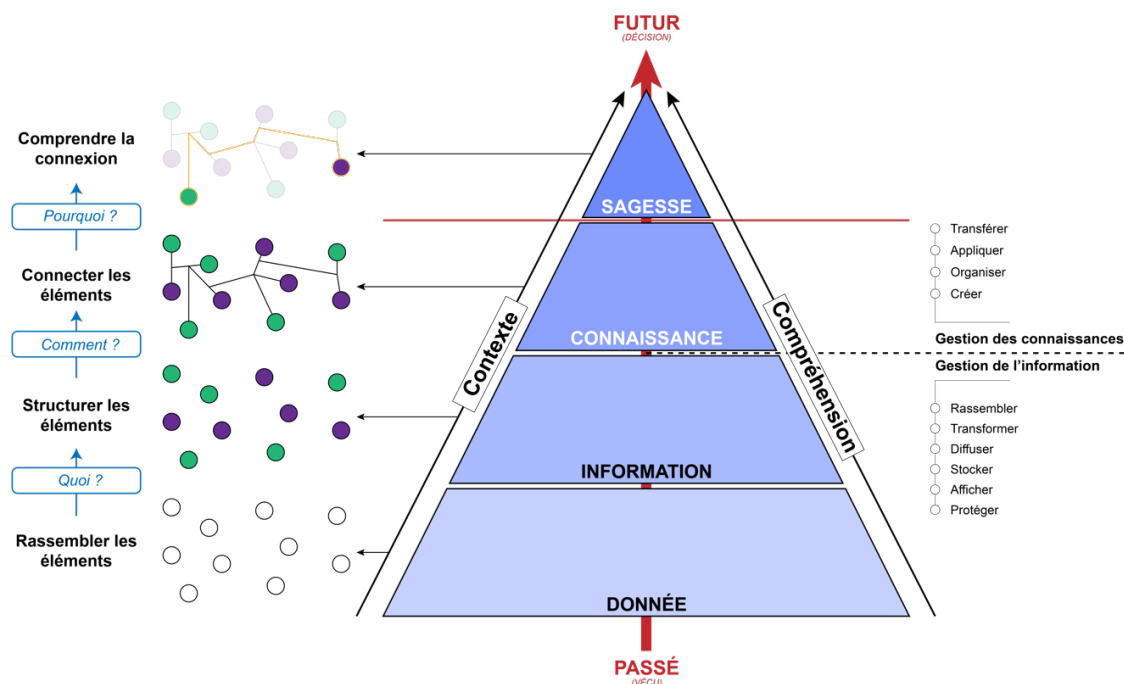 FUTUR
(DÉCISION)
Comprendre la
connexion
Pourquoi ?
Connecter les
éléments
Comment ?
Structurer les
éléments
Quoi ?
Rassembler les
éléments
SAGESSE
CONNAISSANCE
INFORMATION
DONNÉE
Contexte
Compréhension
Transférer
Appliquer
Organiser
Créer
Gestion des connaissances
Gestion de l’information
Rassembler
Transformer
Diffuser
Stocker
Afficher
Protéger
PASSÉ
(VÉCU)